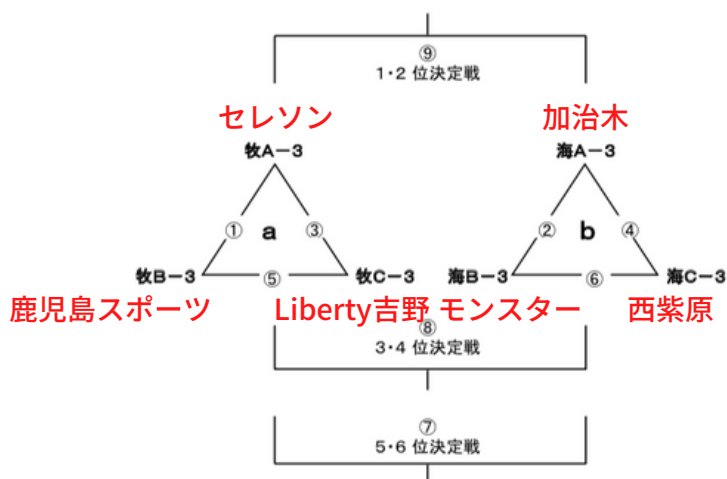 ⑨
1・2 位決定戦
セレソン 加治木
牧A－3 海A－3
① a ③ ② b ④
牧B－3 ⑤ 牧C－3 海B－3 ⑥ 海C－3
鹿児島スポーツ Liberty吉野 モンスター 西紫原
⑧
3・4 位決定戦
⑦
5・6 位決定戦